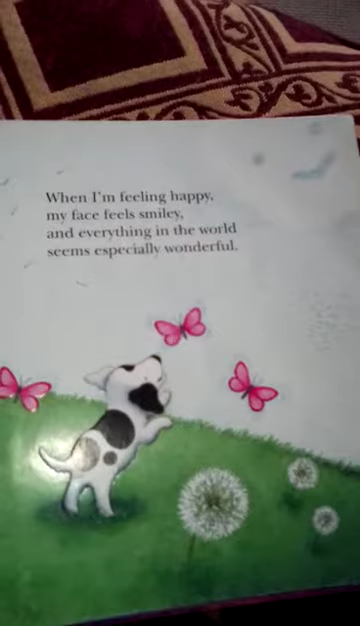 When I'm feeling happy,
my face feels smiley,
and everything in the world
seems especially wonderful.